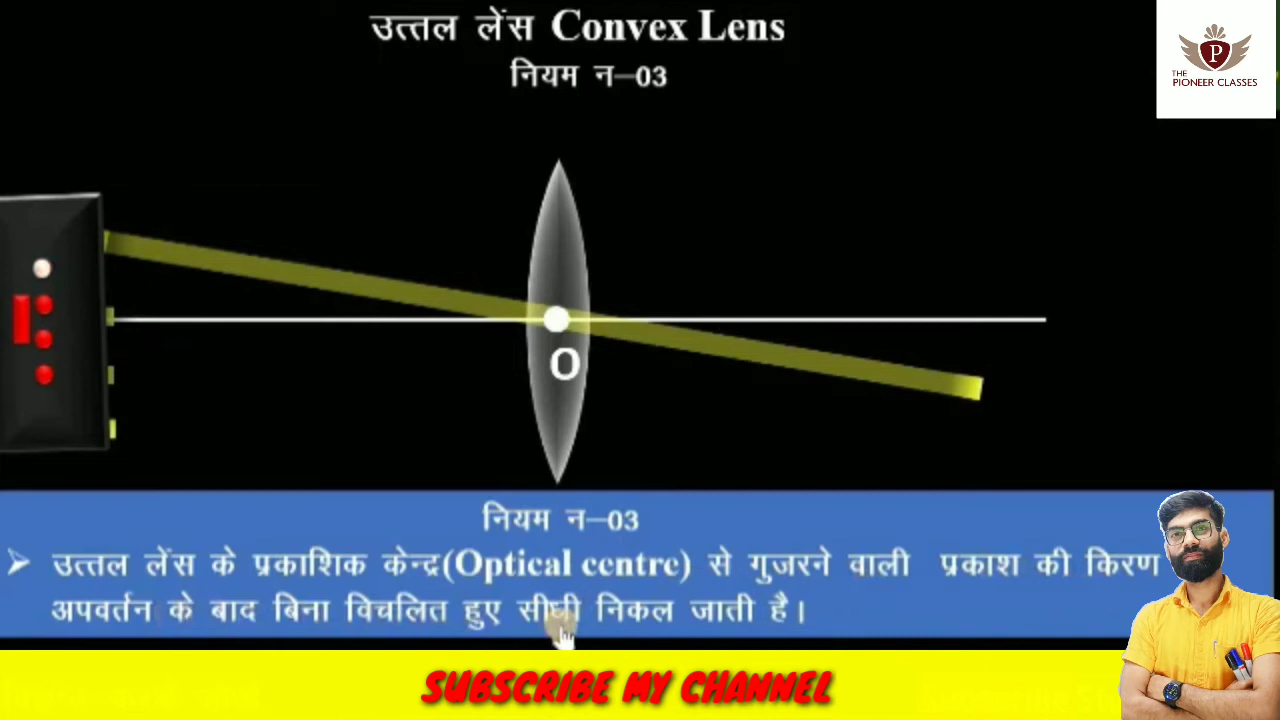 उत्तल लेंस Convex Lens
नियम न–03
P
THE
PIONEER CLASSES
O
नियम न–03
➢ उत्तल लेंस के प्रकाशिक केन्द्र(Optical centre) से गुजरने वाली प्रकाश की किरण
अपवर्तन के बाद बिना विचलित हुए सीधी निकल जाती है।
SUBSCRIBE MY CHANNEL